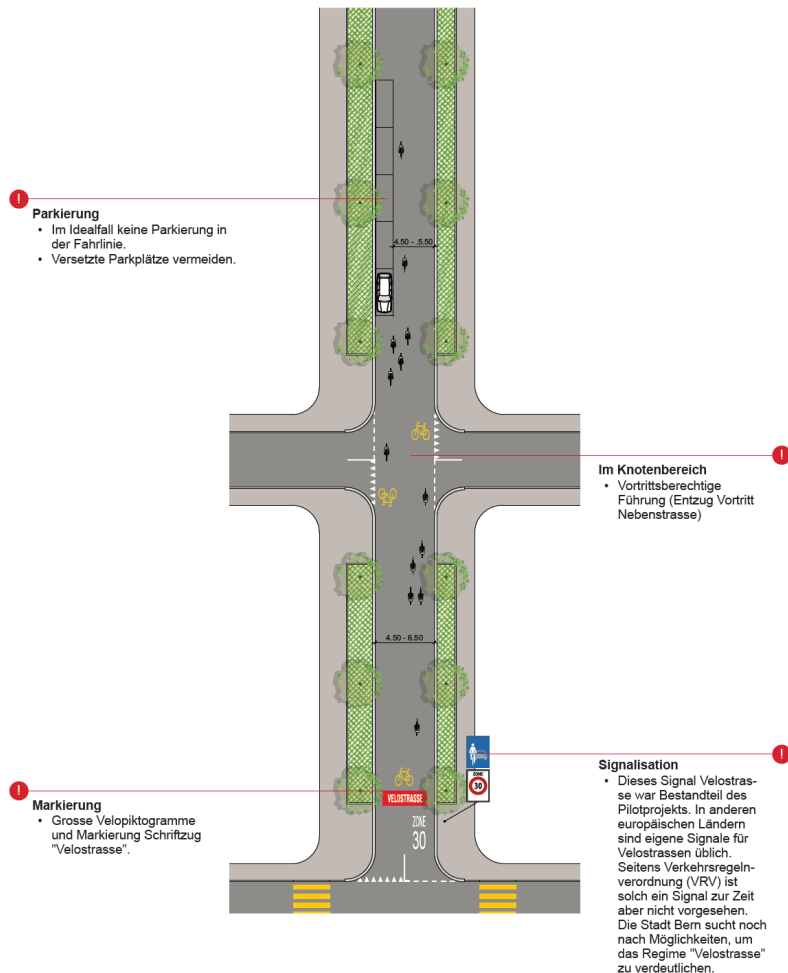 !
Parkierung
• Im Idealfall keine Parkierung in
der Fahrlinie.
• Versetzte Parkplätze vermeiden.
4.50 - .5.50
!
Im Knotenbereich
• Vortrittsberechtige
Führung (Entzug Vortritt
Nebenstrasse)
4.50 - 6.50
!
Signalisation
• Dieses Signal Velostras-
se war Bestandteil des
Pilotprojekts. In anderen
europäischen Ländern
sind eigene Signale für
Velostrassen üblich.
Seitens Verkehrsregeln-
verordnung (VRV) ist
solch ein Signal zur Zeit
aber nicht vorgesehen.
Die Stadt Bern sucht noch
nach Möglichkeiten, um
das Regime "Velostrasse"
zu verdeutlichen.
ZONE
30
!
Markierung
• Grosse Velopiktogramme
und Markierung Schriftzug
"Velostrasse".
VELOSTRASSE
ZONE
30